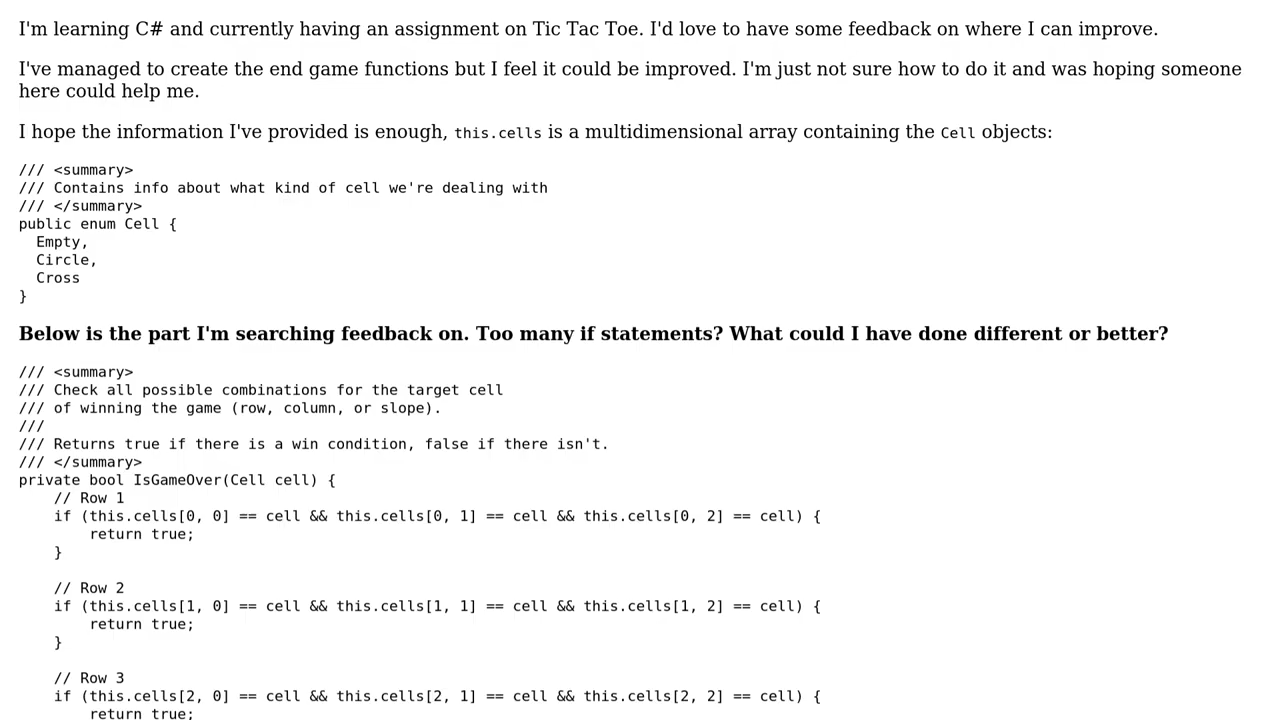 I'm learning C# and currently having an assignment on Tic Tac Toe. I'd love to have some feedback on where I can improve.
I've managed to create the end game functions but I feel it could be improved. I'm just not sure how to do it and was hoping someone
here could help me.
I hope the information I've provided is enough, this.cells is a multidimensional array containing the Cell objects:
/// <summary>
/// Contains info about what kind of cell we're dealing with
/// </summary>
public enum Cell {
  Empty,
  Circle,
  Cross
}
Below is the part I'm searching feedback on. Too many if statements? What could I have done different or better?
/// <summary>
/// Check all possible combinations for the target cell
/// of winning the game (row, column, or slope).
///
/// Returns true if there is a win condition, false if there isn't.
/// </summary>
private bool IsGameOver(Cell cell) {
    // Row 1
    if (this.cells[0, 0] == cell && this.cells[0, 1] == cell && this.cells[0, 2] == cell) {
        return true;
    }
    // Row 2
    if (this.cells[1, 0] == cell && this.cells[1, 1] == cell && this.cells[1, 2] == cell) {
        return true;
    }
    // Row 3
    if (this.cells[2, 0] == cell && this.cells[2, 1] == cell && this.cells[2, 2] == cell) {
        return true;